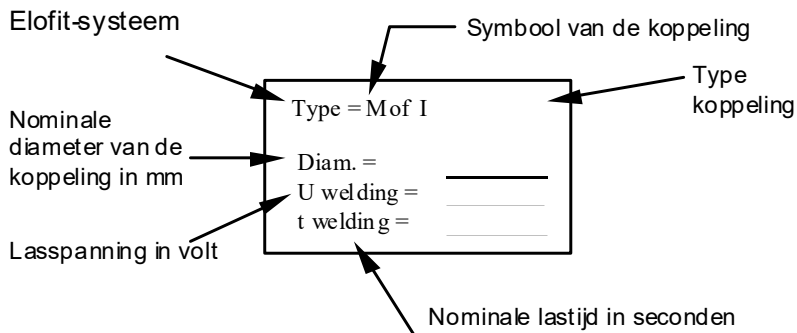 Elofit-systeem
Symbool van de koppeling
Type
koppeling
Type = M of I
Nominale
diameter van de
koppeling in mm
Diam. =
U welding =
t welding =
Lasspanning in volt
Nominale lastijd in seconden